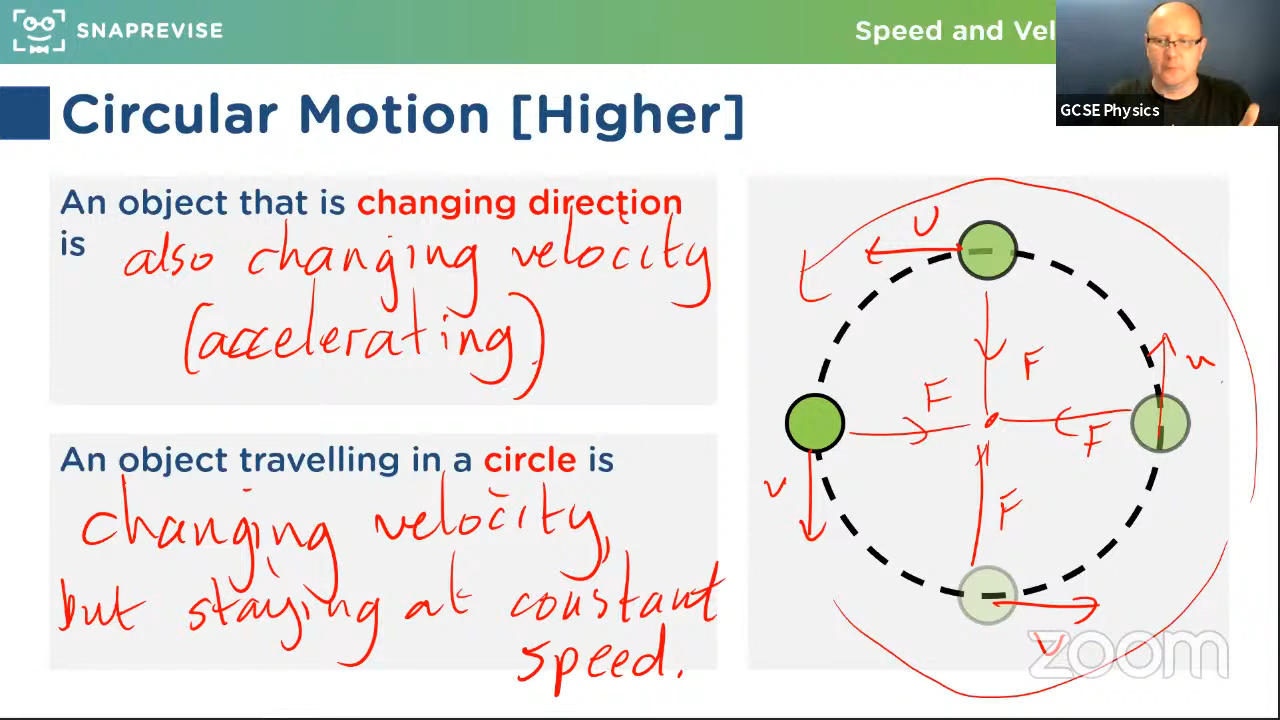 SNAPREVISE
Speed and Vel
GCSE Physics
Circular Motion [Higher]
An object that is changing direction
is also changing velocity
(accelerating)
An object travelling in a circle is
changing velocity,
but staying at constant
speed.
v
v
F
F
F
v
F
v
zoom